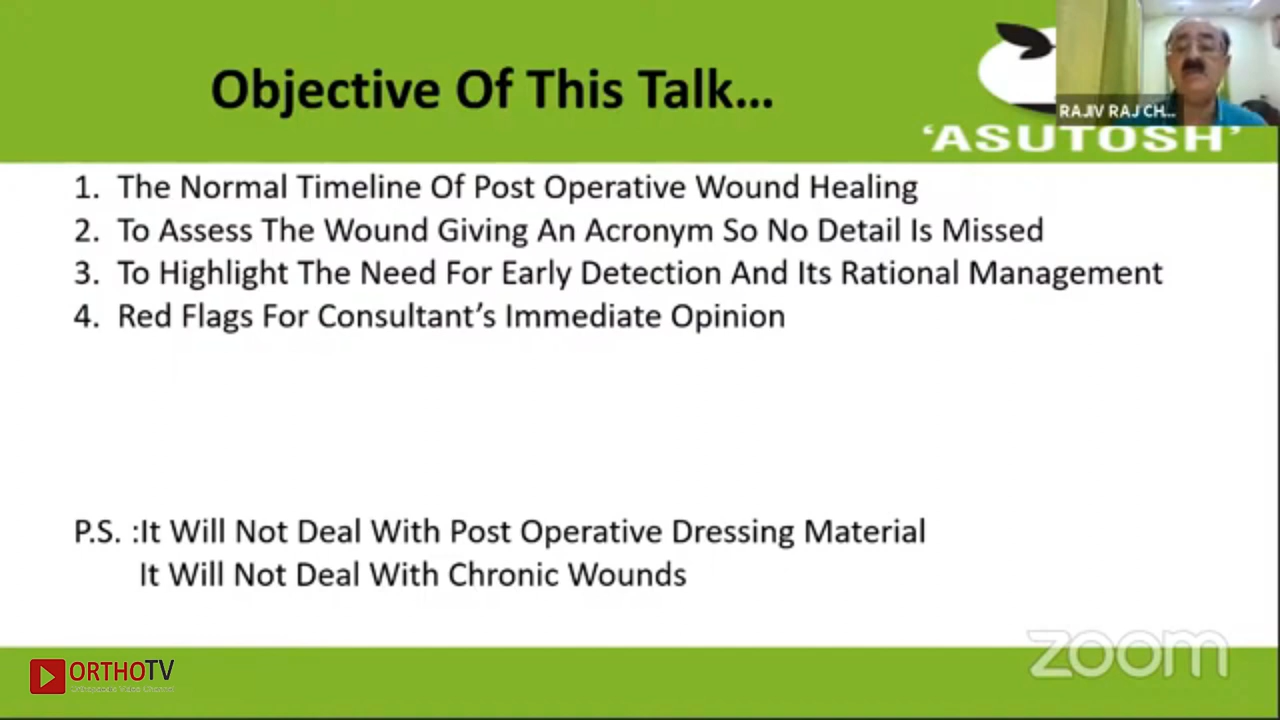 Objective Of This Talk…
RAJIV RAJ CH...
‘ASUTOSH’
1. The Normal Timeline Of Post Operative Wound Healing
2. To Assess The Wound Giving An Acronym So No Detail Is Missed
3. To Highlight The Need For Early Detection And Its Rational Management
4. Red Flags For Consultant’s Immediate Opinion
P.S. :It Will Not Deal With Post Operative Dressing Material
It Will Not Deal With Chronic Wounds
zoom
ORTHOTV